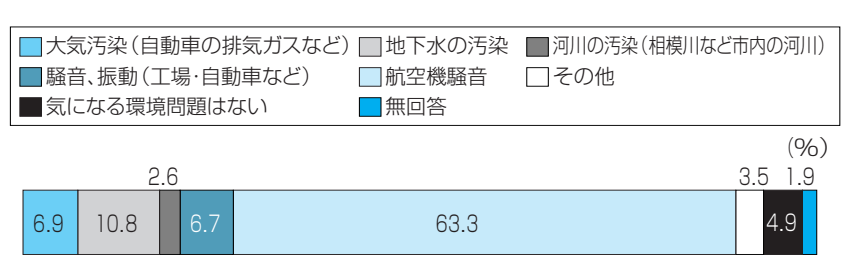 大気汚染（自動車の排気ガスなど） 地下水の汚染 河川の汚染（相模川など市内の河川）
騒音、振動（工場・自動車など） 航空機騒音 その他
気になる環境問題はない 無回答
(%)
2.6 3.5 1.9
6.9 10.8 6.7 63.3 4.9